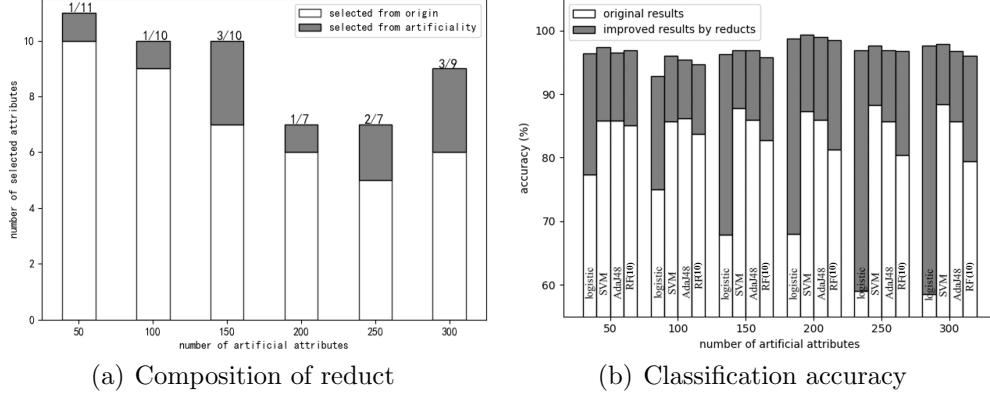 1/11
1/10
3/10
1/7
2/7
3/9
selected from origin
selected from artificiality
number of selected attributes
10
8
6
4
2
0
50 100 150 200 250 300
number of artificial attributes
(a) Composition of reduct
original results
improved results by reducts
accuracy (%)
100
90
80
70
60
logistic
SVM
AdaJ48
RF(10)
logistic
SVM
AdaJ48
RF(10)
logistic
SVM
AdaJ48
RF(10)
logistic
SVM
AdaJ48
RF(10)
logistic
SVM
AdaJ48
RF(10)
logistic
SVM
AdaJ48
RF(10)
50 100 150 200 250 300
number of artificial attributes
(b) Classification accuracy